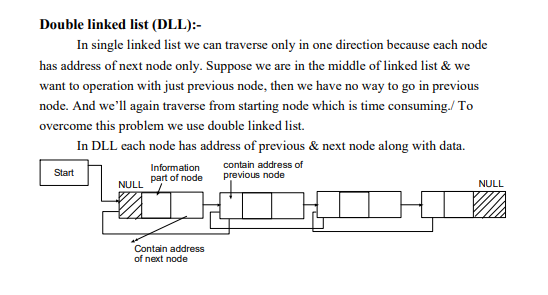 Double linked list (DLL):-
In single linked list we can traverse only in one direction because each node
has address of next node only. Suppose we are in the middle of linked list & we
want to operation with just previous node, then we have no way to go in previous
node. And we'll again traverse from starting node which is time consuming./ To
overcome this problem we use double linked list.
In DLL each node has address of previous & next node along with data.
Start
NULL
Information
part of node
contain address of
previous node
NULL
Contain address
of next node